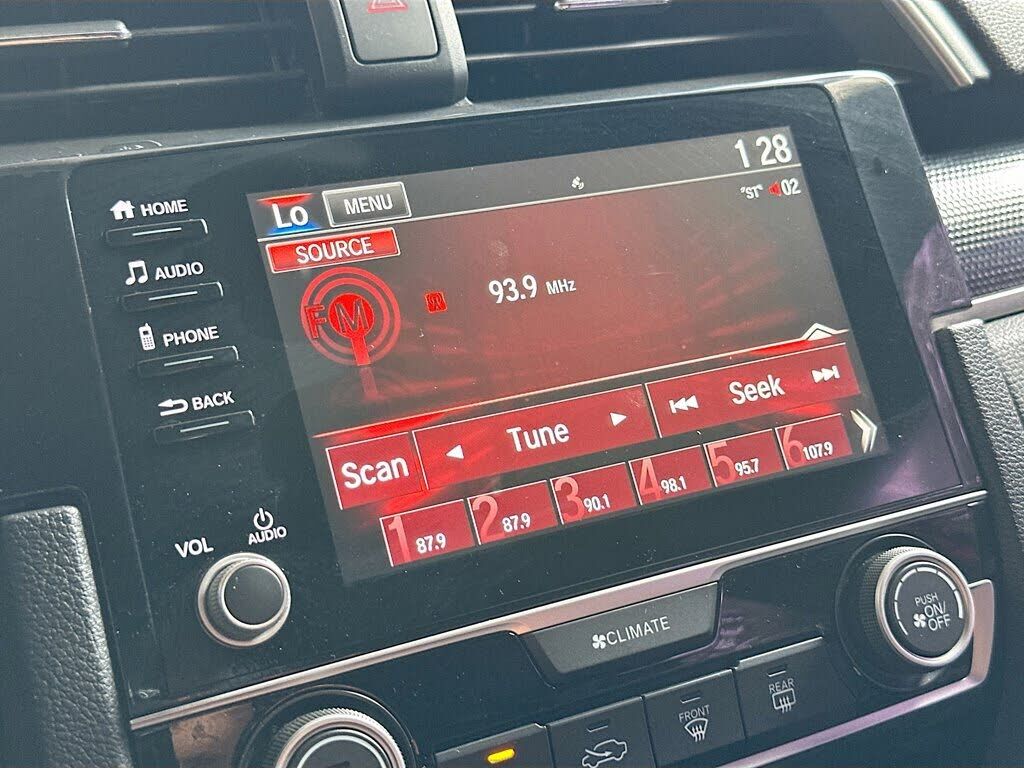 1 28
HOME
Lo
MENU
"ST" 02
AUDIO
SOURCE
FM
93.9 MHz
PHONE
BACK
Scan
Tune
Seek
1 87.9
2 87.9
3 90.1
4 98.1
5 95.7
6 107.9
VOL
AUDIO
CLIMATE
PUSH
ON/
OFF
FRONT
REAR